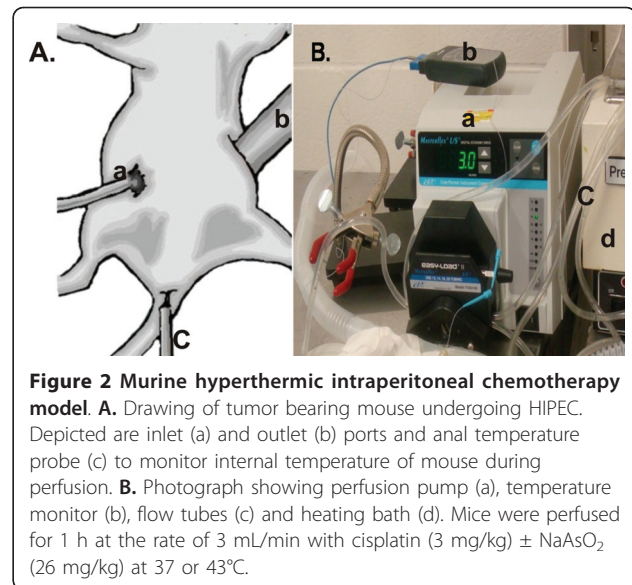 A.
B.
a
b
C
b
a
C
d
Masterflex L/S
3.0
EASY-LOAD II
Pre
Figure 2 Murine hyperthermic intraperitoneal chemotherapy
model. A. Drawing of tumor bearing mouse undergoing HIPEC.
Depicted are inlet (a) and outlet (b) ports and anal temperature
probe (c) to monitor internal temperature of mouse during
perfusion. B. Photograph showing perfusion pump (a), temperature
monitor (b), flow tubes (c) and heating bath (d). Mice were perfused
for 1 h at the rate of 3 mL/min with cisplatin (3 mg/kg) ± NaAsO₂
(26 mg/kg) at 37 or 43°C.